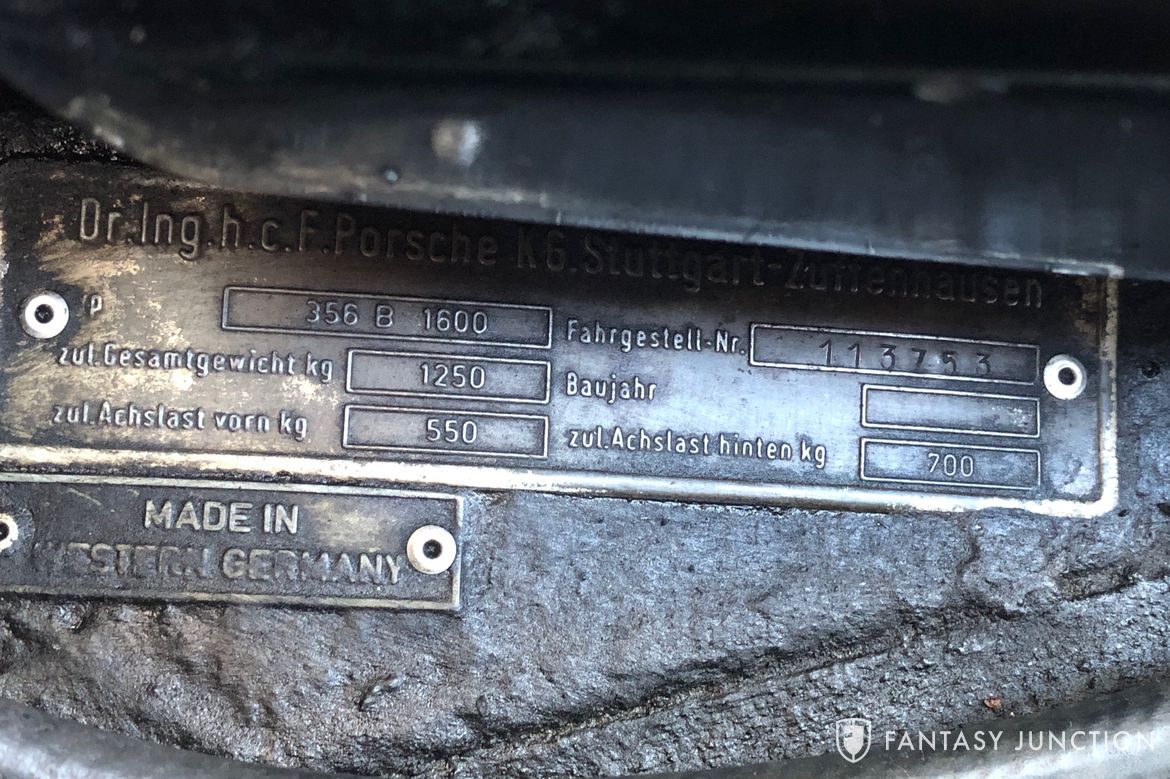 Dr.Ing.h.c.F.Porsche KG.Stuttgart-Zuffenhausen
P 356 B 1600 Fahrgestell-Nr. 113753
zul.Gesamtgewicht kg 1250 Baujahr
zul.Achslast vorn kg 550 zul.Achslast hinten kg 700
MADE IN
WESTERN GERMANY
FANTASY JUNCTION